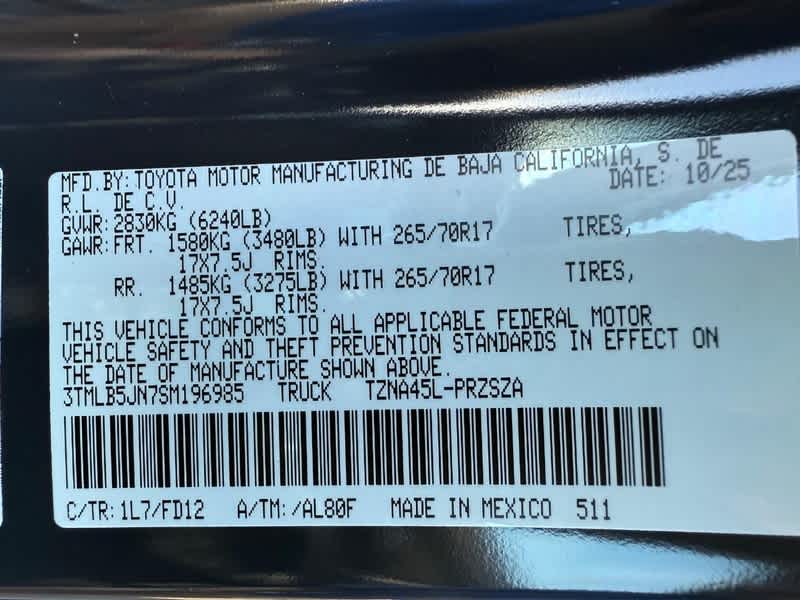 MFD.BY: TOYOTA MOTOR MANUFACTURING DE BAJA CALIFORNIA, S. DE
R.L. DE C.V. DATE: 10/25
GVWR: 2830KG (6240LB)
GAWR: FRT. 1580KG (3480LB) WITH 265/70R17 TIRES,
17X7.5J RIMS.
RR. 1485KG (3275LB) WITH 265/70R17 TIRES,
17X7.5J RIMS.
THIS VEHICLE CONFORMS TO ALL APPLICABLE FEDERAL MOTOR
VEHICLE SAFETY AND THEFT PREVENTION STANDARDS IN EFFECT ON
THE DATE OF MANUFACTURE SHOWN ABOVE.
3TMLB5JN7SM196985 TRUCK TZNA45L-PRZSZA
C/TR: 1L7/FD12 A/TM: /AL80F MADE IN MEXICO 511